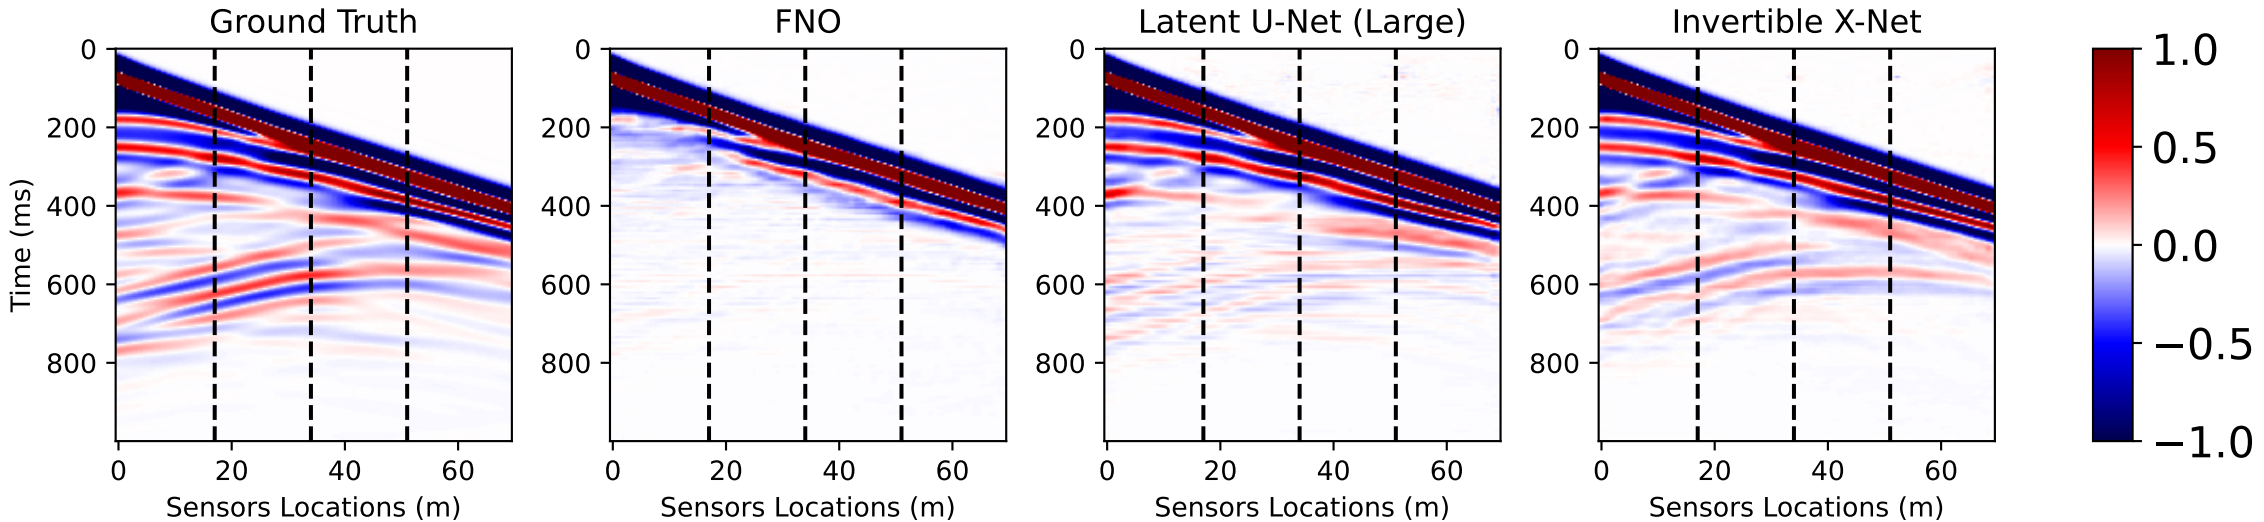 Ground Truth
FNO
Latent U-Net (Large)
Invertible X-Net
0
200
400
600
800
0
200
400
600
800
0
200
400
600
800
0
200
400
600
800
Time (ms)
0 20 40 60
0 20 40 60
0 20 40 60
0 20 40 60
Sensors Locations (m)
Sensors Locations (m)
Sensors Locations (m)
Sensors Locations (m)
1.0
0.5
0.0
−0.5
−1.0